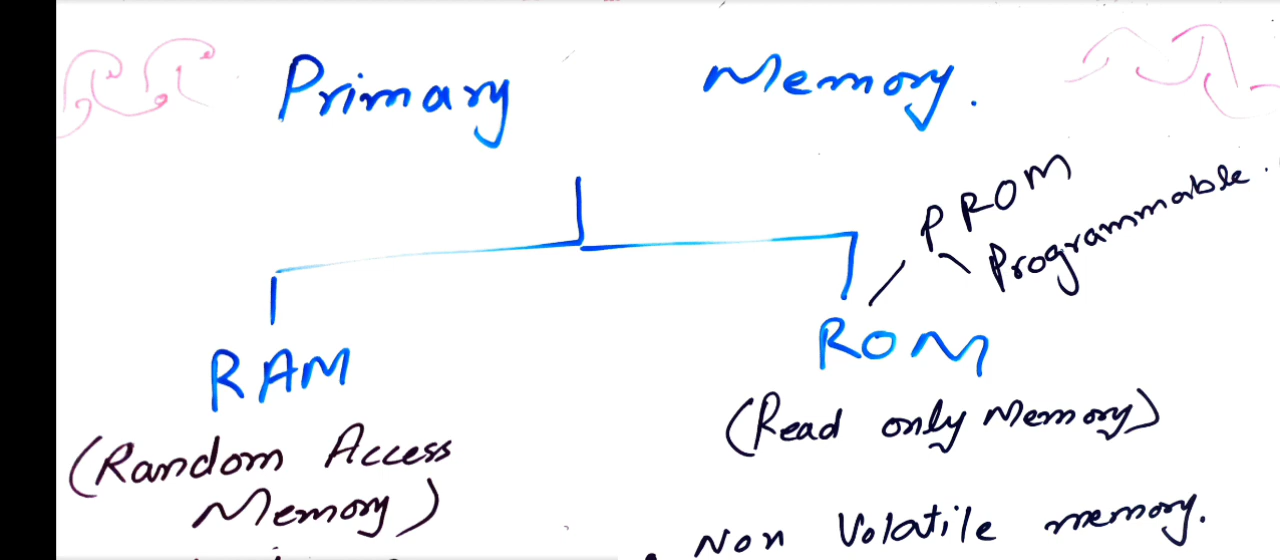 Primary Memory.
PROM
Programmable.
RAM
ROM
(Random Access
Memory)
(Read only Memory)
Non Volatile memory.